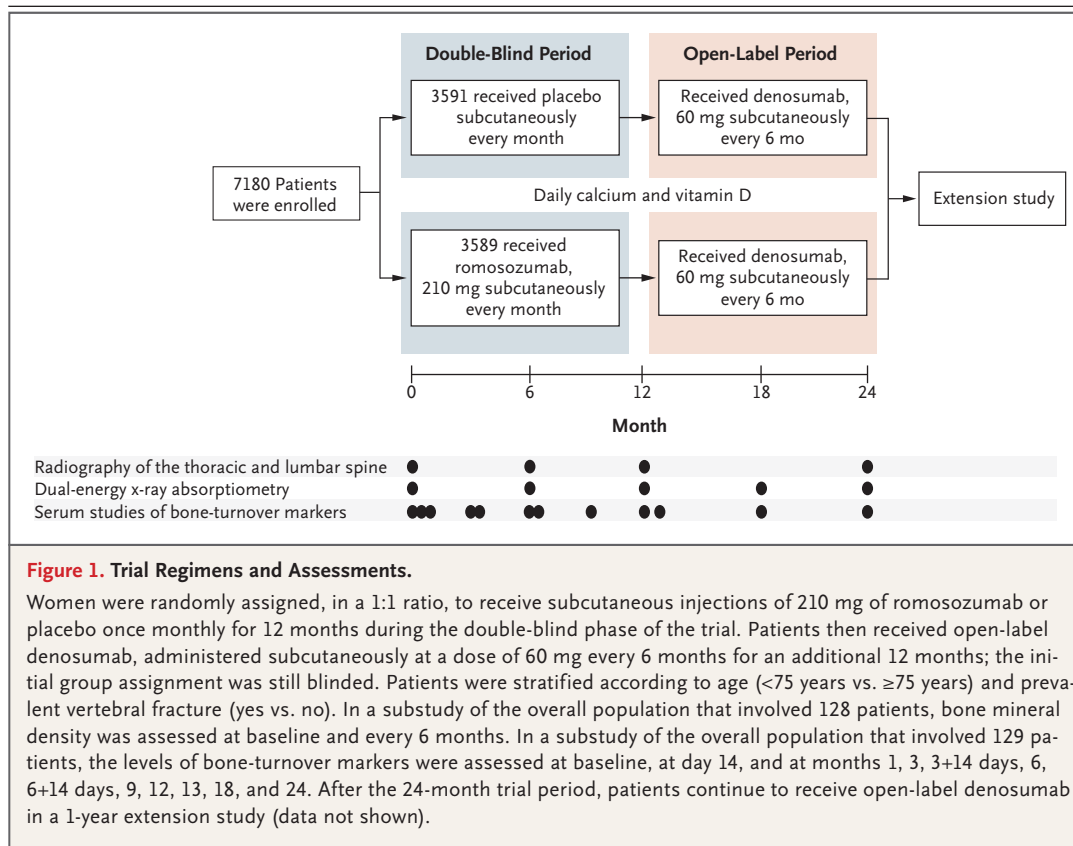 Double-Blind Period
Open-Label Period
3591 received placebo
subcutaneously
every month
Received denosumab,
60 mg subcutaneously
every 6 mo
7180 Patients
were enrolled
Daily calcium and vitamin D
Extension study
3589 received
romosozumab,
210 mg subcutaneously
every month
Received denosumab,
60 mg subcutaneously
every 6 mo
0 6 12 18 24
Month
Radiography of the thoracic and lumbar spine
Dual-energy x-ray absorptiometry
Serum studies of bone-turnover markers
Figure 1. Trial Regimens and Assessments.
Women were randomly assigned, in a 1:1 ratio, to receive subcutaneous injections of 210 mg of romosozumab or
placebo once monthly for 12 months during the double-blind phase of the trial. Patients then received open-label
denosumab, administered subcutaneously at a dose of 60 mg every 6 months for an additional 12 months; the ini-
tial group assignment was still blinded. Patients were stratified according to age (<75 years vs. ≥75 years) and preva-
lent vertebral fracture (yes vs. no). In a substudy of the overall population that involved 128 patients, bone mineral
density was assessed at baseline and every 6 months. In a substudy of the overall population that involved 129 pa-
tients, the levels of bone-turnover markers were assessed at baseline, at day 14, and at months 1, 3, 3+14 days, 6,
6+14 days, 9, 12, 13, 18, and 24. After the 24-month trial period, patients continue to receive open-label denosumab
in a 1-year extension study (data not shown).